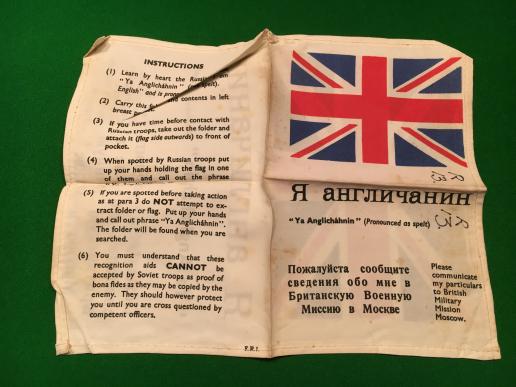 INSTRUCTIONS
(1) Learn by heart the Russian
"Ya Anglichàhnin" (
English" and is
(2) Carry this and contents in left
breast
(3) If you have time before contact with
Russian troops, take out the folder and
attach it (flag side outwards) to front of
pocket.
(4) When spotted by Russian troops put
up your hands holding the flag in one
of them and call out the phrase
(5) If you are spotted before taking action
as at para 3 do NOT attempt to ex-
tract folder or flag. Put up your hands
and call out phrase "Ya Anglichàhnin".
The folder will be found when you are
searched.
(6) You must understand that these
recognition aids CANNOT be
accepted by Soviet troops as proof of
bona fides as they may be copied by the
enemy. They should however protect
you until you are cross questioned by
competent officers.
Я англичанин
"Ya Anglichàhnin" (Pronounced as spelt)
Пожалуйста сообщите
сведения обо мне в
Британскую Военную
Миссию в Москве
Please
communicate
my particulars
to British
Military
Mission
Moscow.